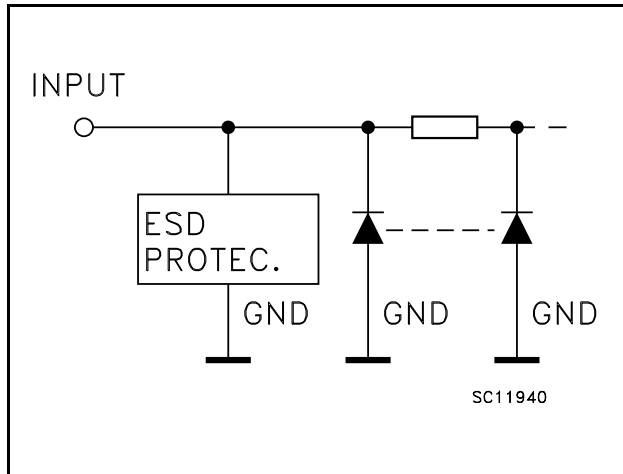 INPUT
ESD
PROTEC.
GND
GND
GND
SC11940